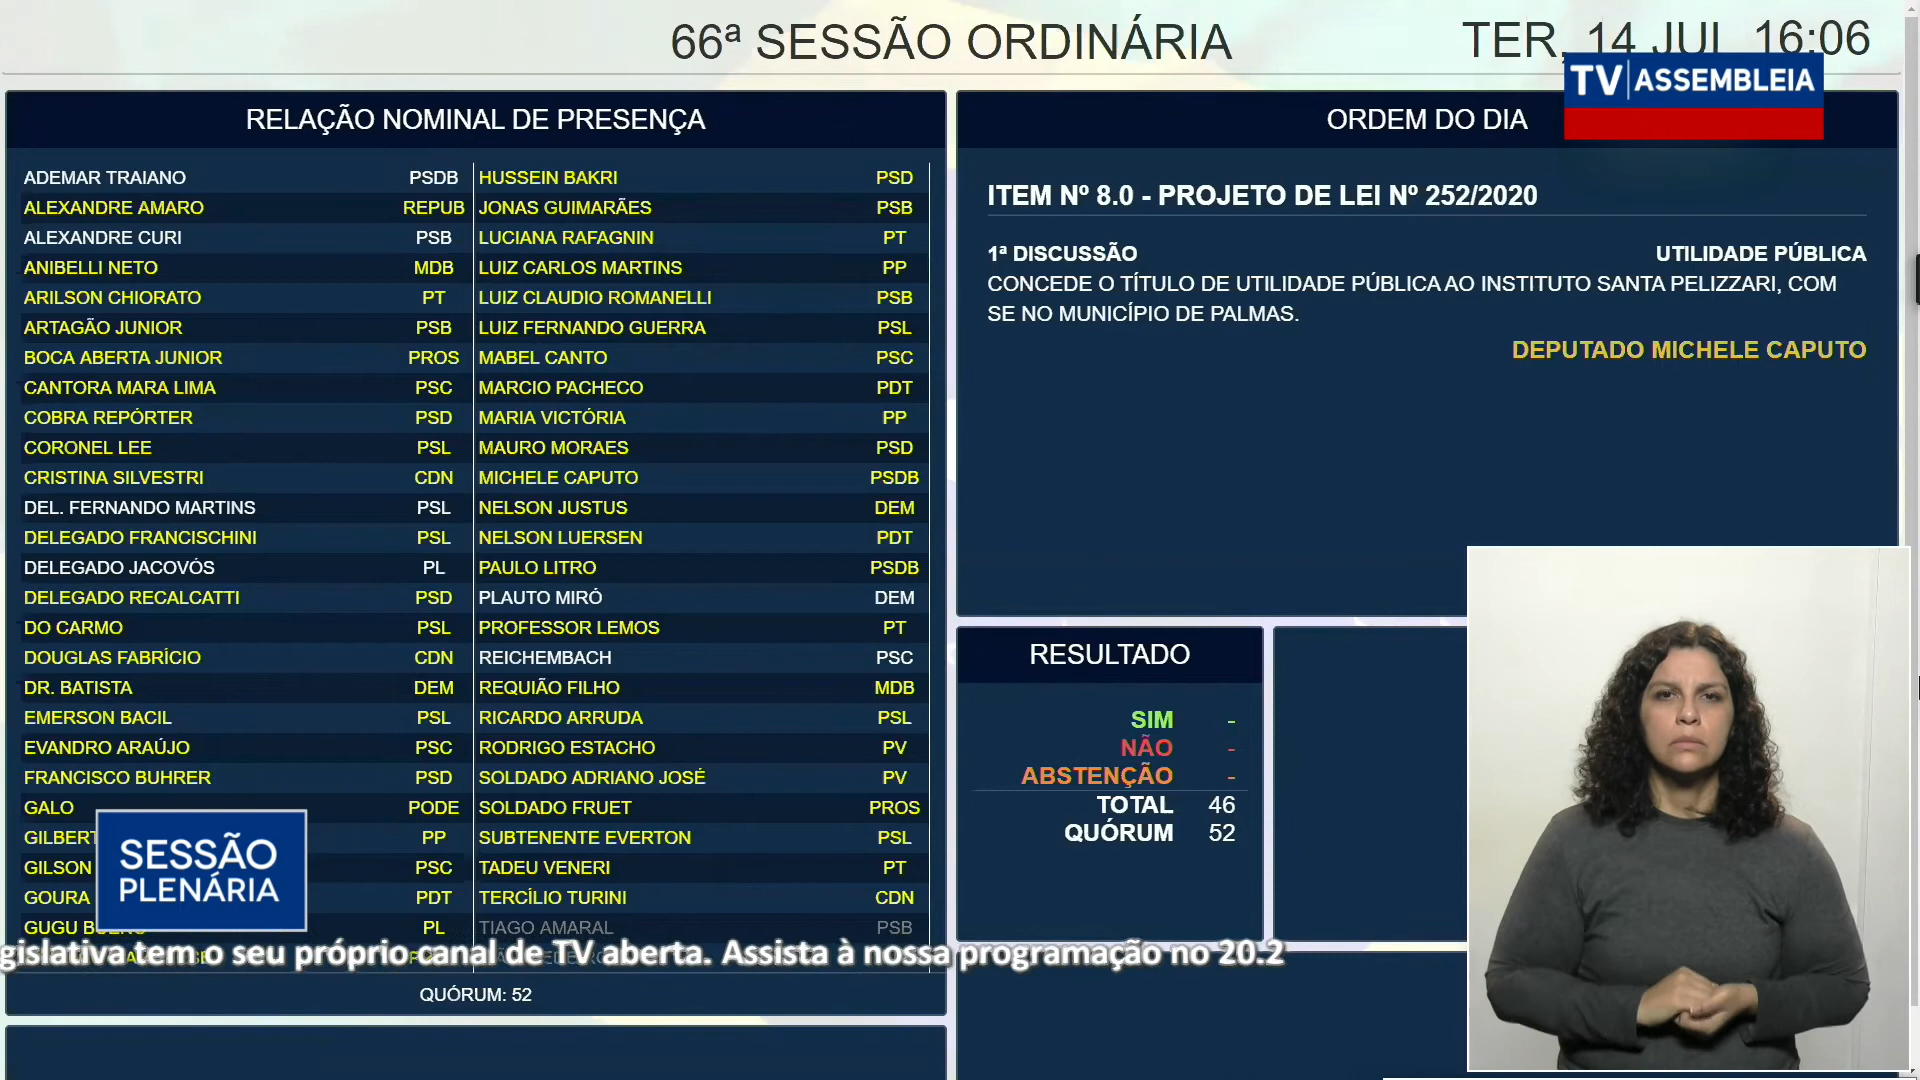 66ª SESSÃO ORDINÁRIA
TER, 14 JUL 16:06
TV ASSEMBLEIA
RELAÇÃO NOMINAL DE PRESENÇA
ADEMAR TRAIANO PSDB
ALEXANDRE AMARO REPUB
ALEXANDRE CURI PSB
ANIBELLI NETO MDB
ARILSON CHIORATO PT
ARTAGÃO JUNIOR PSB
BOCA ABERTA JUNIOR PROS
CANTORA MARA LIMA PSC
COBRA REPÓRTER PSD
CORONEL LEE PSL
CRISTINA SILVESTRI CDN
DEL. FERNANDO MARTINS PSL
DELEGADO FRANCISCHINI PSL
DELEGADO JACOVÓS PL
DELEGADO RECALCATTI PSD
DO CARMO PSL
DOUGLAS FABRÍCIO CDN
DR. BATISTA DEM
EMERSON BACIL PSL
EVANDRO ARAÚJO PSC
FRANCISCO BUHRER PSD
GALO PODE
GILBERT PP
GILSON PSC
GOURA PDT
GUGU PL
HUSSEIN BAKRI PSD
JONAS GUIMARÃES PSB
LUCIANA RAFAGNIN PT
LUIZ CARLOS MARTINS PP
LUIZ CLAUDIO ROMANELLI PSB
LUIZ FERNANDO GUERRA PSL
MABEL CANTO PSC
MARCIO PACHECO PDT
MARIA VICTÓRIA PP
MAURO MORAES PSD
MICHELE CAPUTO PSDB
NELSON JUSTUS DEM
NELSON LUERSEN PDT
PAULO LITRO PSDB
PLAUTO MIRÓ DEM
PROFESSOR LEMOS PT
REICHEMBACH PSC
REQUIÃO FILHO MDB
RICARDO ARRUDA PSL
RODRIGO ESTACHO PV
SOLDADO ADRIANO JOSÉ PV
SOLDADO FRUET PROS
SUBTENENTE EVERTON PSL
TADEU VENERI PT
TERCÍLIO TURINI CDN
TIAGO AMARAL PSB
QUÓRUM: 52
SESSÃO
PLENÁRIA
gislativa tem o seu próprio canal de TV aberta. Assista à nossa programação no 20.2
ORDEM DO DIA
ITEM Nº 8.0 - PROJETO DE LEI Nº 252/2020
1ª DISCUSSÃO UTILIDADE PÚBLICA
CONCEDE O TÍTULO DE UTILIDADE PÚBLICA AO INSTITUTO SANTA PELIZZARI, COM
SE NO MUNICÍPIO DE PALMAS.
DEPUTADO MICHELE CAPUTO
RESULTADO
SIM -
NÃO -
ABSTENÇÃO -
TOTAL 46
QUÓRUM 52